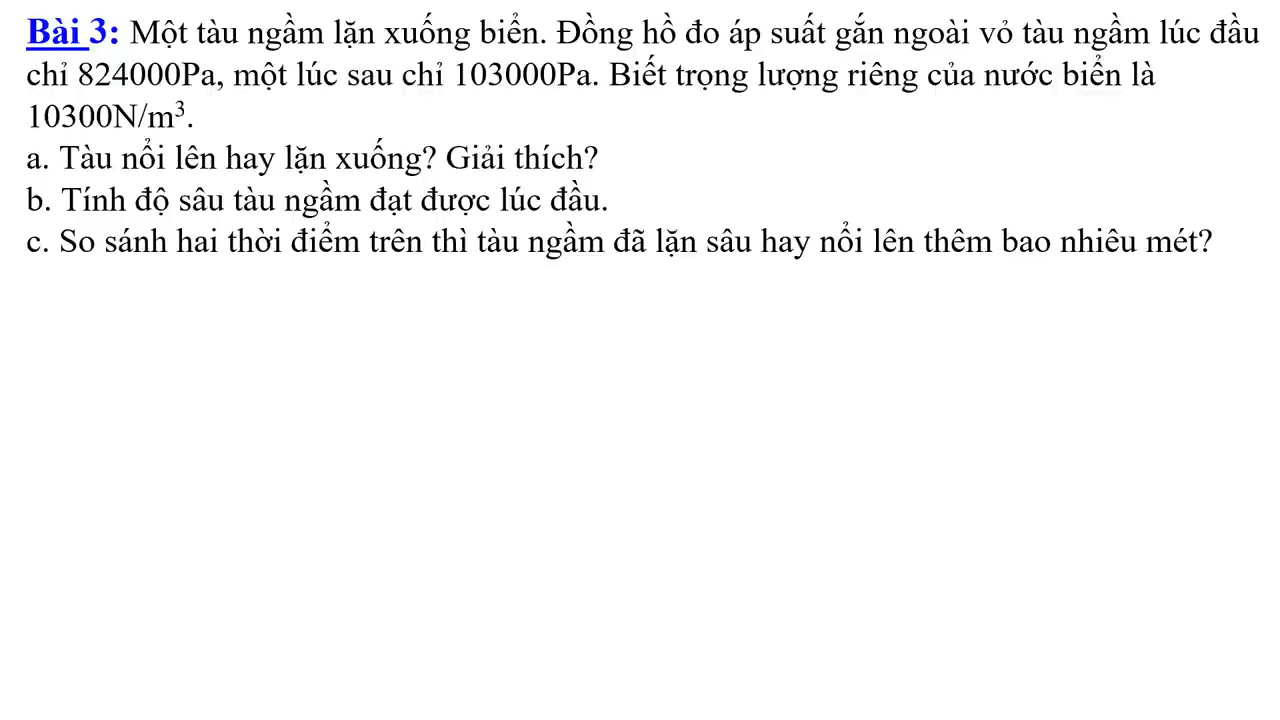 Bài 3: Một tàu ngầm lặn xuống biển. Đồng hồ đo áp suất gắn ngoài vỏ tàu ngầm lúc đầu
chỉ 824000Pa, một lúc sau chỉ 103000Pa. Biết trọng lượng riêng của nước biển là
10300N/m³.
a. Tàu nổi lên hay lặn xuống? Giải thích?
b. Tính độ sâu tàu ngầm đạt được lúc đầu.
c. So sánh hai thời điểm trên thì tàu ngầm đã lặn sâu hay nổi lên thêm bao nhiêu mét?